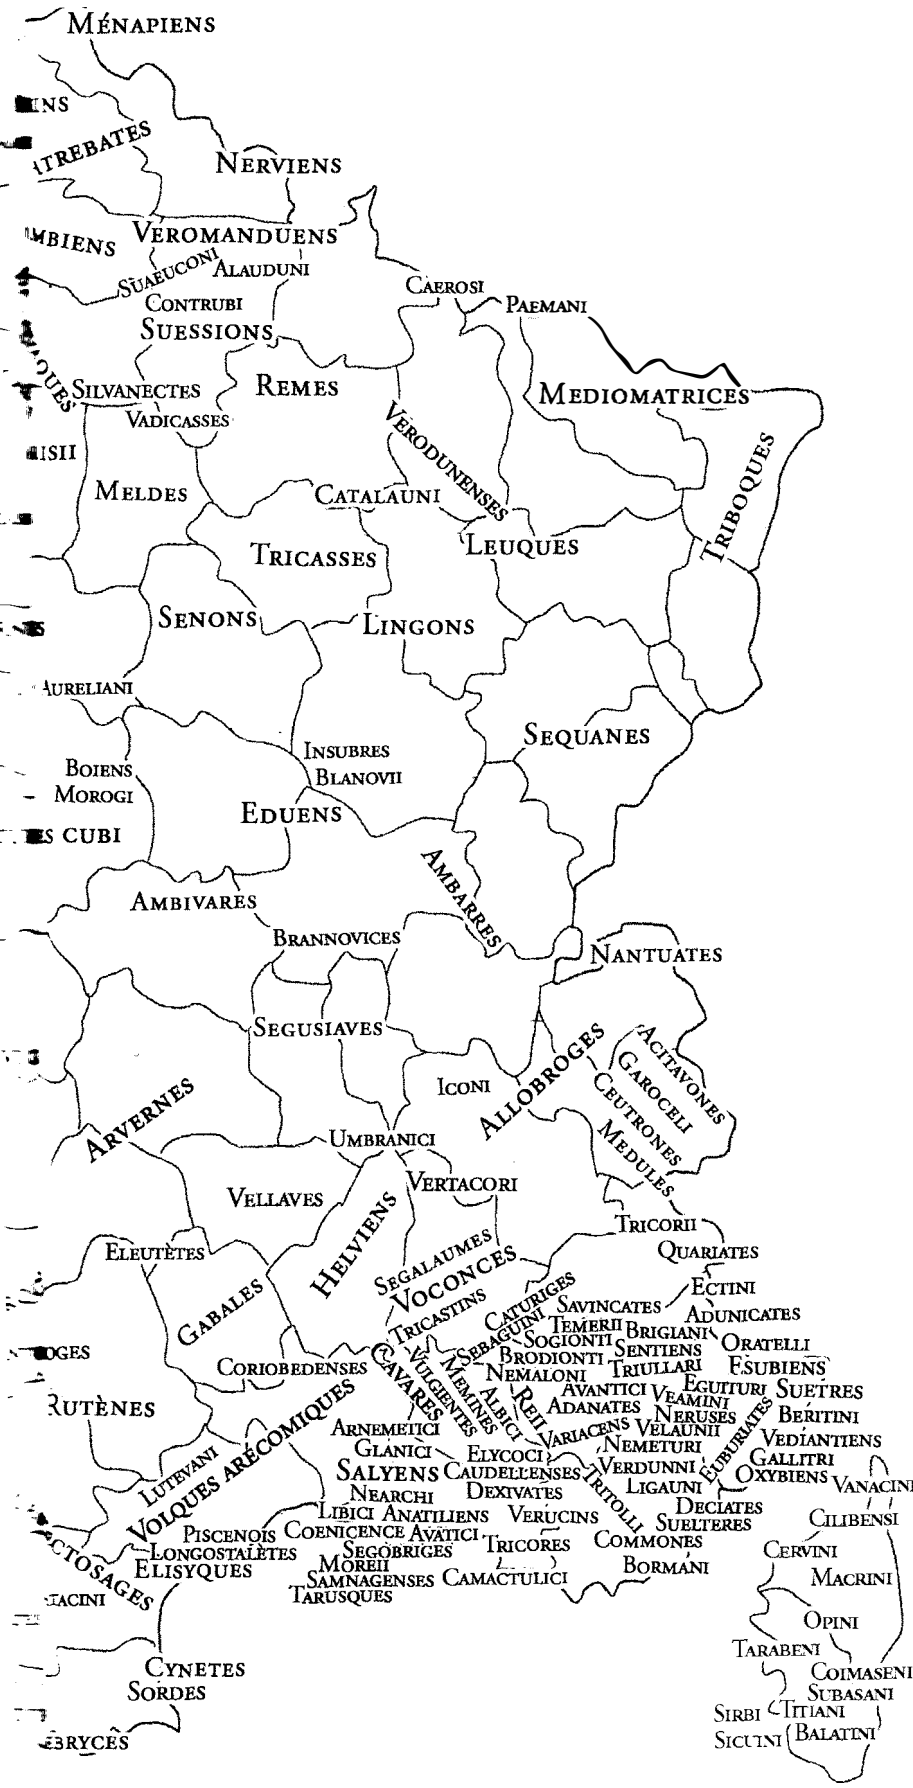 MÉNAPIENS
NERVIENS
VEROMANDUENS
SUAEUCONI
ALAUDUNI
CONTRUBI
SUESSIONS
CAEROSI
PAEMANI
SILVANECTES
REMES
VADICASSES
MEDIOMATRICES
VERODUNENSES
TRIBOQUES
MELDES
CATALAUNI
TRICASSES
LEUQUES
SENONS
LINGONS
AURELIANI
SEQUANES
INSUBRES
BLANOVII
BOIENS
MOROGI
EDUENS
CUBI
AMBARRES
AMBIVARES
BRANNOVICES
NANTUATES
SEGUSIAVES
ALLOBROGES
ACITAVONES
GAROCELI
CEUTRONES
MEDULES
ICONI
ARVERNES
UMBRANICI
VELLAVES
VERTACORI
HELVIENS
TRICORII
ELEUTÈTES
SEGALAUMES
QUARIATES
VOCONCES
GABALES
TRICASTINS
CATURIGES
ECTINI
SAVINCATES
ADUNICATES
SEBAGUINI
TEMERII
BRIGIANI
SOGIONTI
SENTIENS
ORATELLI
CORIOBEDENSES
CAVARES
VULGIENTES
MEMINES
ALBICI
BRODIONTI
TRIULLARI
ESUBIENS
NEMALONI
REII
AVANTICI
VEAMINI
EGUITURI
SUETRES
RUTÈNES
ADANATES
NERUSES
BERITINI
VOLQUES ARÉCOMIQUES
ARNEMETICI
VARIACENS
VELAUNII
EUBURIATES
VEDIANTIENS
GLANICI
ELYCOCI
NEMETURI
GALLITRI
LUTEVANI
SALYENS
CAUDELLENSES
TRITOLLI
VERDUNNI
OXYBIENS
VANACINI
NEARCHI
DEXIVATES
LIGAUNI
DECIATES
LIBICI
ANATILIENS
VERUCINS
SUELTERES
CILIBENSI
PISCENOIS
COENICENCE
AVATICI
TRICORES
COMMONES
CERVINI
LONGOSTALÈTES
SEGOBRIGES
ELISYQUES
MOREII
BORMANI
MACRINI
SAMNAGENSES
CAMACTULICI
TARUSQUES
OPINI
TARABENI
CYNETES
COIMASENI
SORDES
SUBASANI
SIRBI
TITIANI
SICUINI
BALATINI